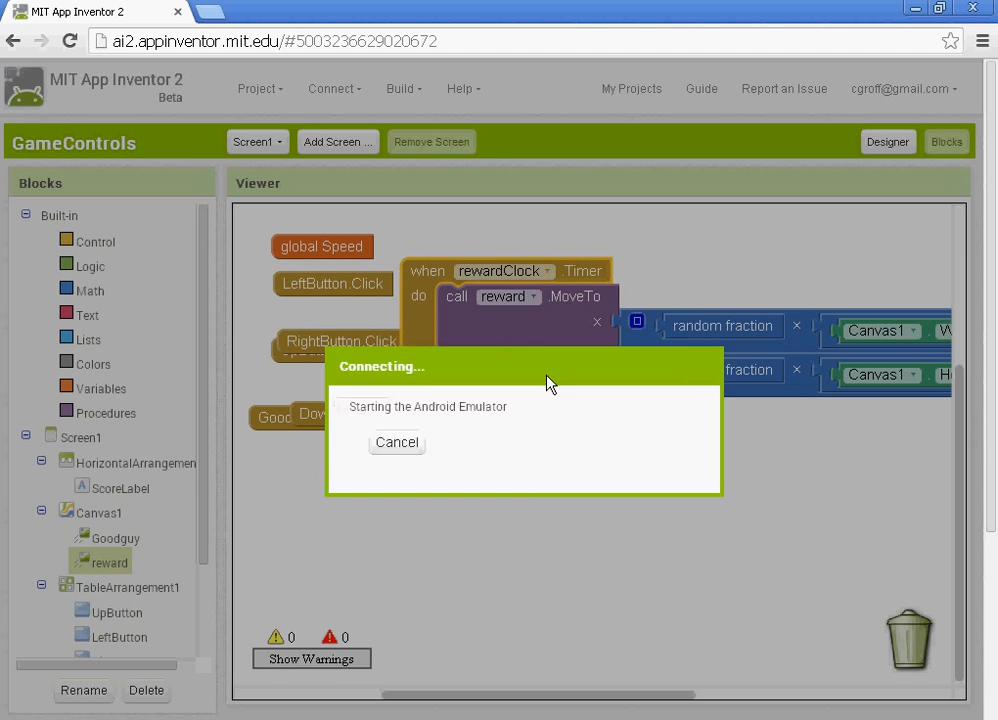 MIT App Inventor 2
ai2.appinventor.mit.edu/#5003236629020672
MIT App Inventor 2
Beta
Project Connect Build Help My Projects Guide Report an Issue cgroff@gmail.com
GameControls Screen1 Add Screen ... Remove Screen Designer Blocks
Blocks
Viewer
Built-in
Control
Logic
Math
Text
Lists
Colors
Variables
Procedures
Screen1
HorizontalArrangemen
ScoreLabel
Canvas1
Goodguy
reward
TableArrangement1
UpButton
LeftButton
Rename Delete
global Speed
LeftButton.Click
RightButton.Click
Good
Dov
when rewardClock .Timer
do call reward .MoveTo
x random fraction × Canvas1 . W
fraction × Canvas1 . H
Connecting...
Starting the Android Emulator
Cancel
0 0
Show Warnings